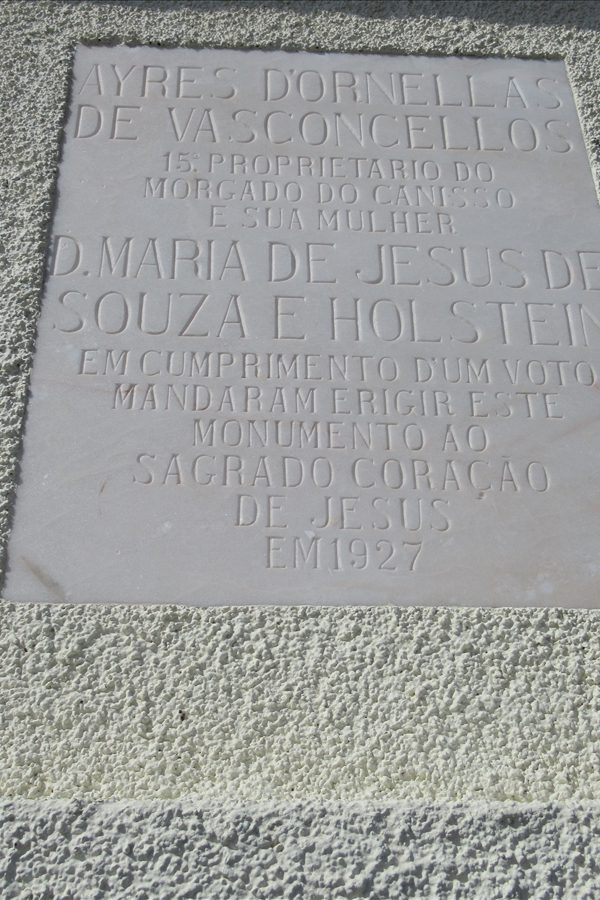 AYRES D'ORNELLAS
DE VASCONCELLOS
15º PROPRIETARIO DO
MORGADO DO CANISSO
E SUA MULHER
D. MARIA DE JESUS DE
SOUZA E HOLSTEIN
EM CUMPRIMENTO D'UM VOTO
MANDARAM ERIGIR ESTE
MONUMENTO AO
SAGRADO CORAÇÃO
DE JESUS
EM 1927